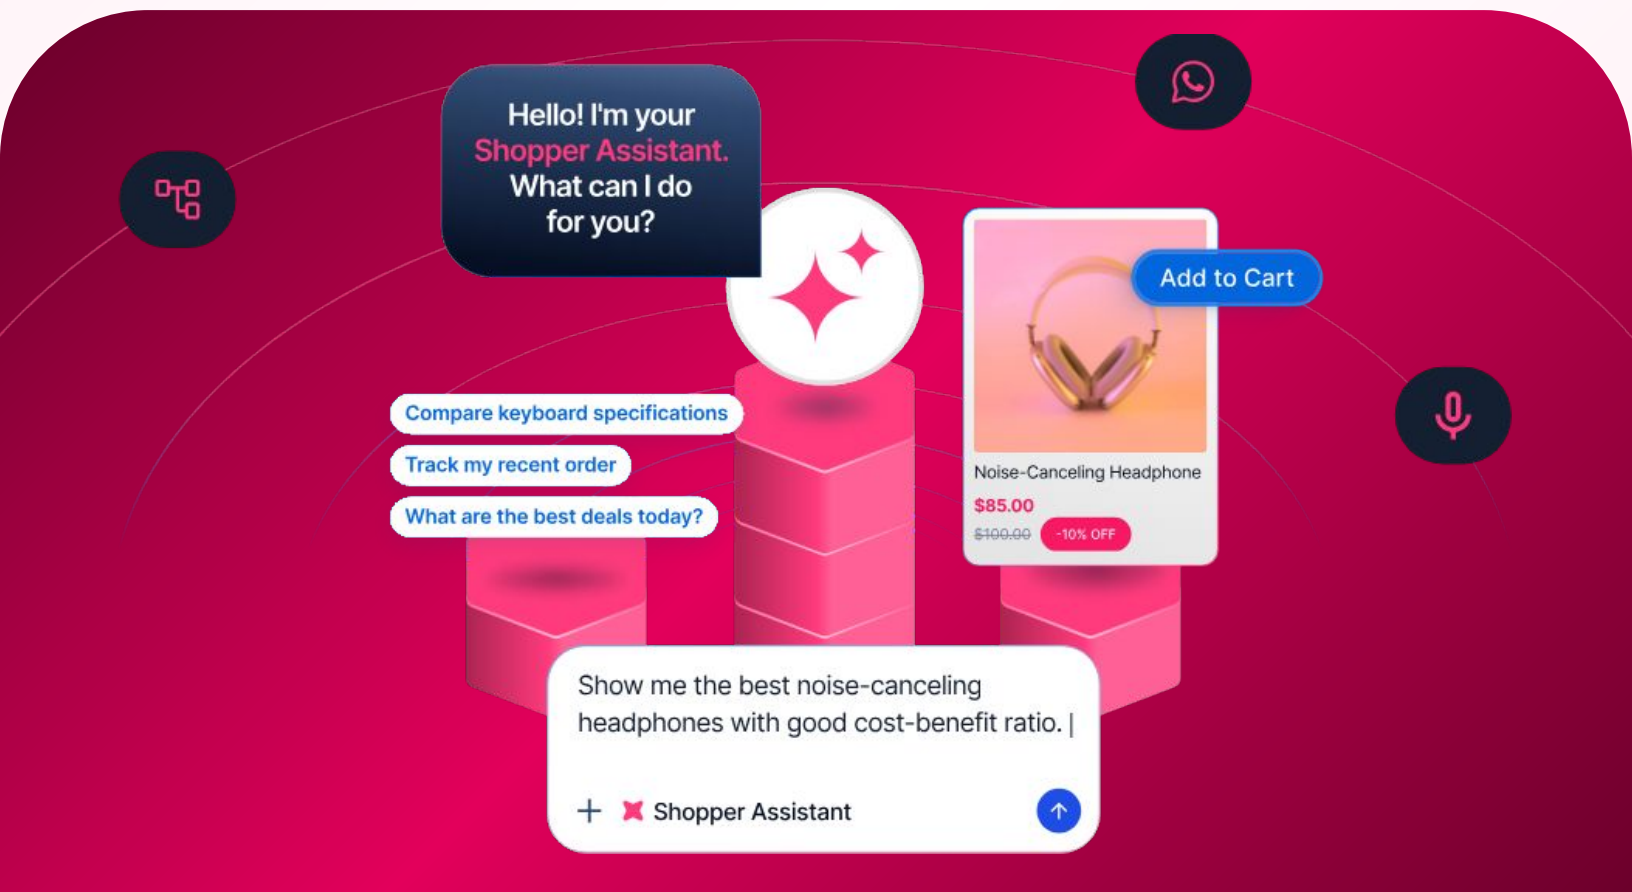 Hello! I'm your
Shopper Assistant.
What can I do
for you?
Add to Cart
Compare keyboard specifications
Track my recent order
What are the best deals today?
Noise-Canceling Headphone
$85.00
$100.00 -10% OFF
Show me the best noise-canceling
headphones with good cost-benefit ratio. |
Shopper Assistant